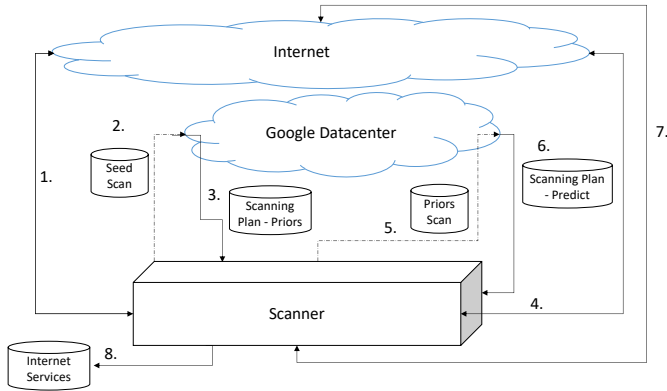 Internet
2.
Google Datacenter
7.
6.
Seed
Scan
1.
3.
Scanning
Plan - Priors
Priors
Scan
Scanning Plan
- Predict
5.
4.
Scanner
8.
Internet
Services